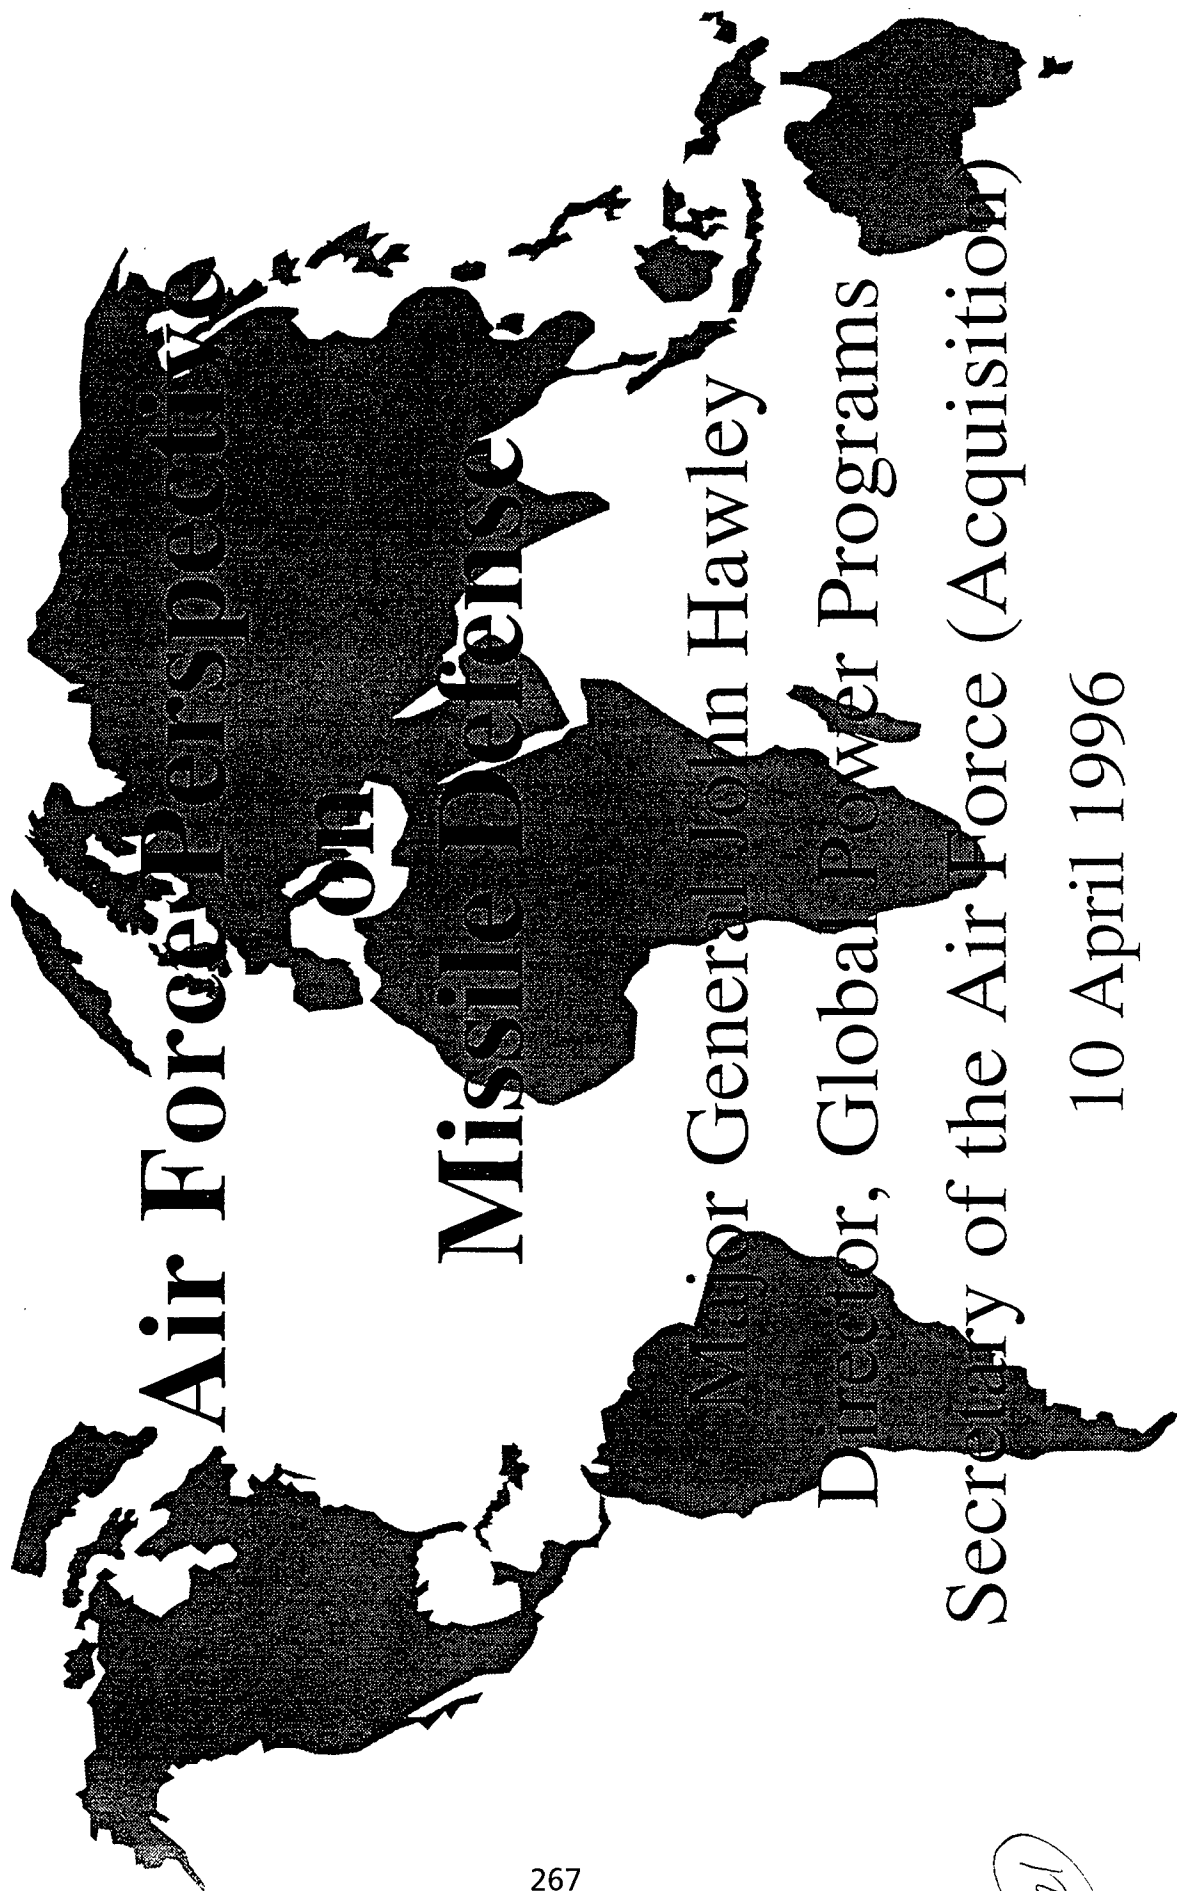 Air Force Perspective
on
Missile Defense
Major General John Hawley
Director, Global Power Programs
Secretary of the Air Force (Acquisition)
10 April 1996
267